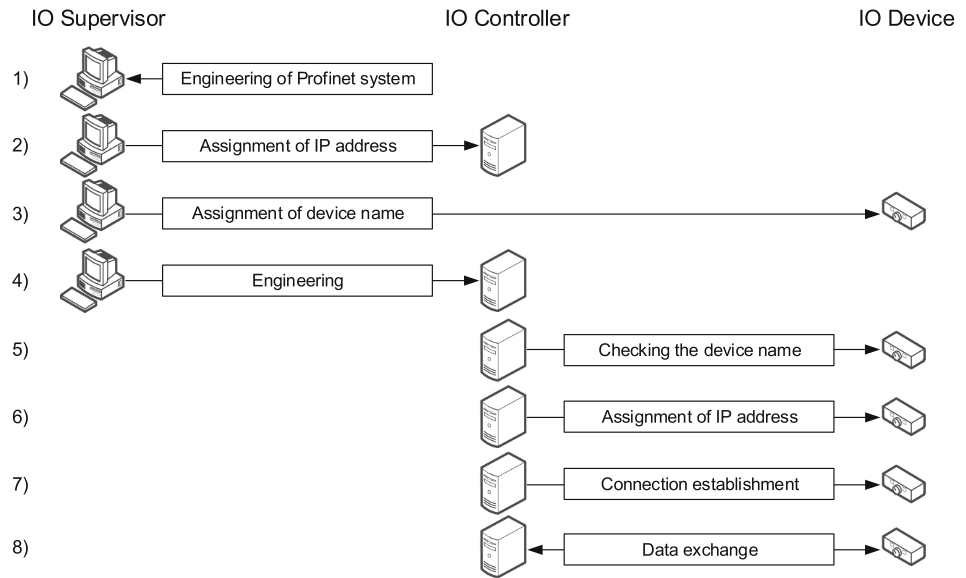 IO Supervisor IO Controller IO Device
1) Engineering of Profinet system
2) Assignment of IP address
3) Assignment of device name
4) Engineering
5) Checking the device name
6) Assignment of IP address
7) Connection establishment
8) Data exchange